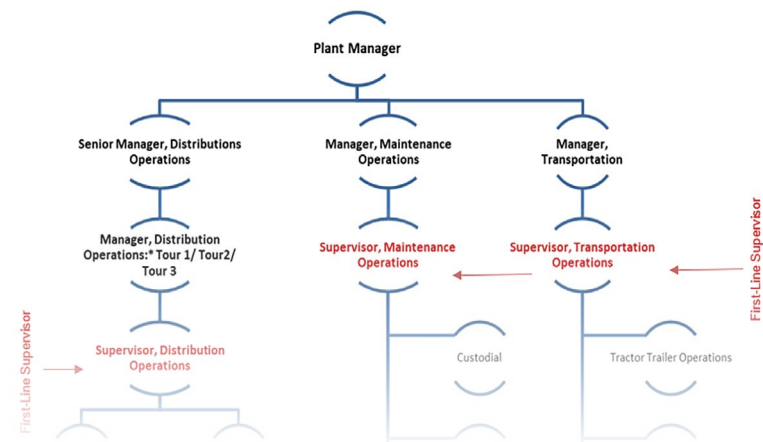 Plant Manager
Senior Manager, Distributions
Operations
Manager, Maintenance
Operations
Manager,
Transportation
Manager, Distribution
Operations:* Tour 1/ Tour2/
Tour 3
Supervisor, Maintenance
Operations
Supervisor, Transportation
Operations
First-Line Supervisor
Supervisor, Distribution
Operations
First-Line Supervisor
Custodial
Tractor Trailer Operations